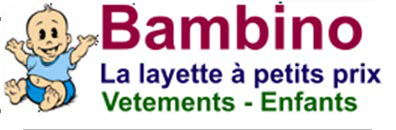 Bambino
La layette à petits prix
Vetements - Enfants